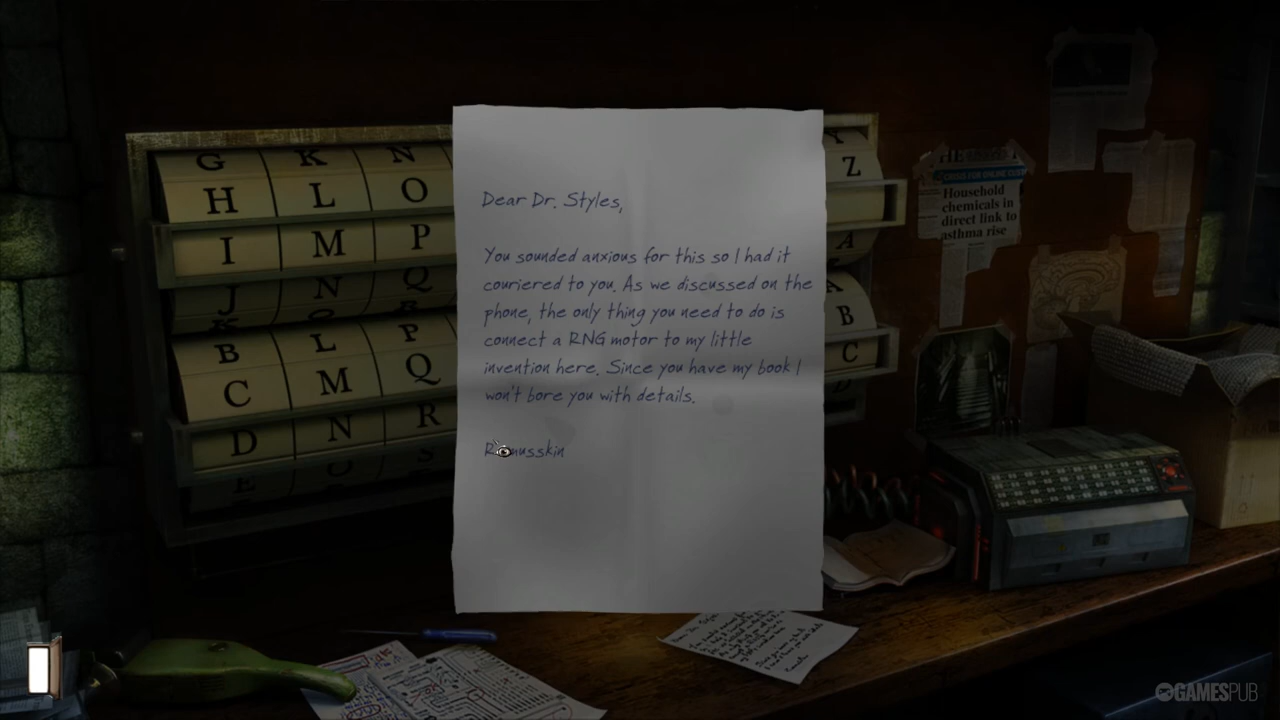 Dear Dr. Styles,
You sounded anxious for this so I had it
couriered to you. As we discussed on the
phone, the only thing you need to do is
connect a RNG motor to my little
invention here. Since you have my book I
won't bore you with details.
G K N
H L O
I M P
J N Q
K O R
B L P
C M Q
D N R
E O S
Y
Z
A
A
B
C
D
Household
chemicals in
direct link to
asthma rise
GAMESPUB